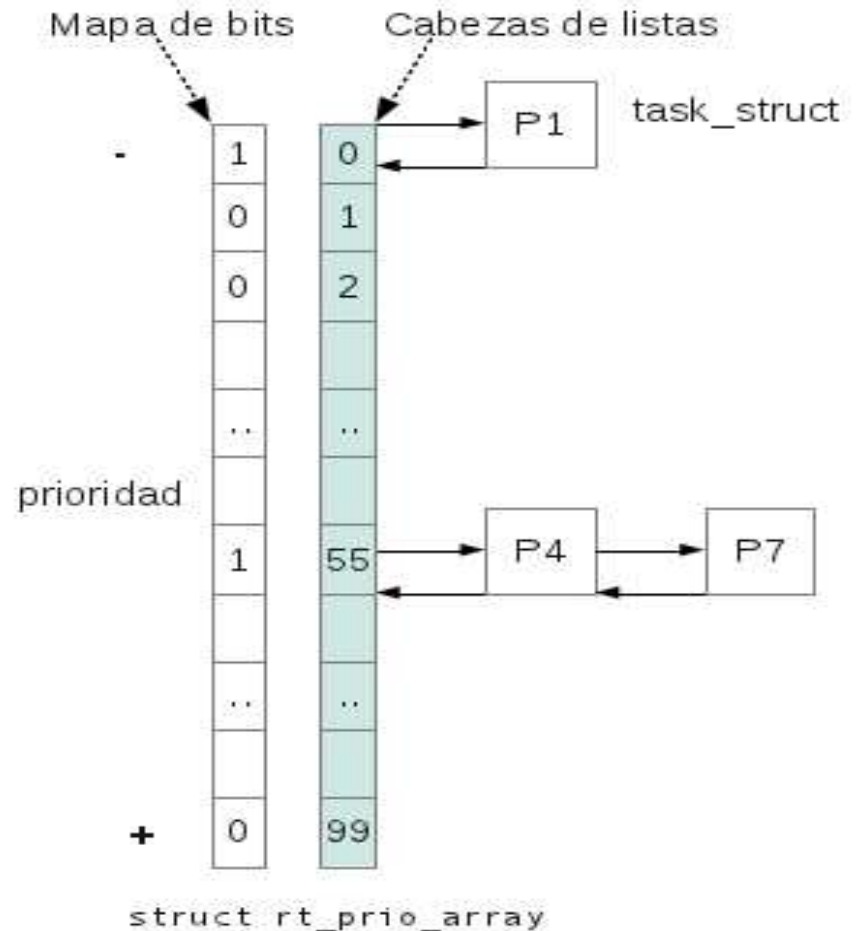 Mapa de bits
Cabezas de listas
P1
task_struct
-
1
0
0
1
0
2
..
..
prioridad
1
55
P4
P7
..
..
+
0
99
struct rt_prio_array